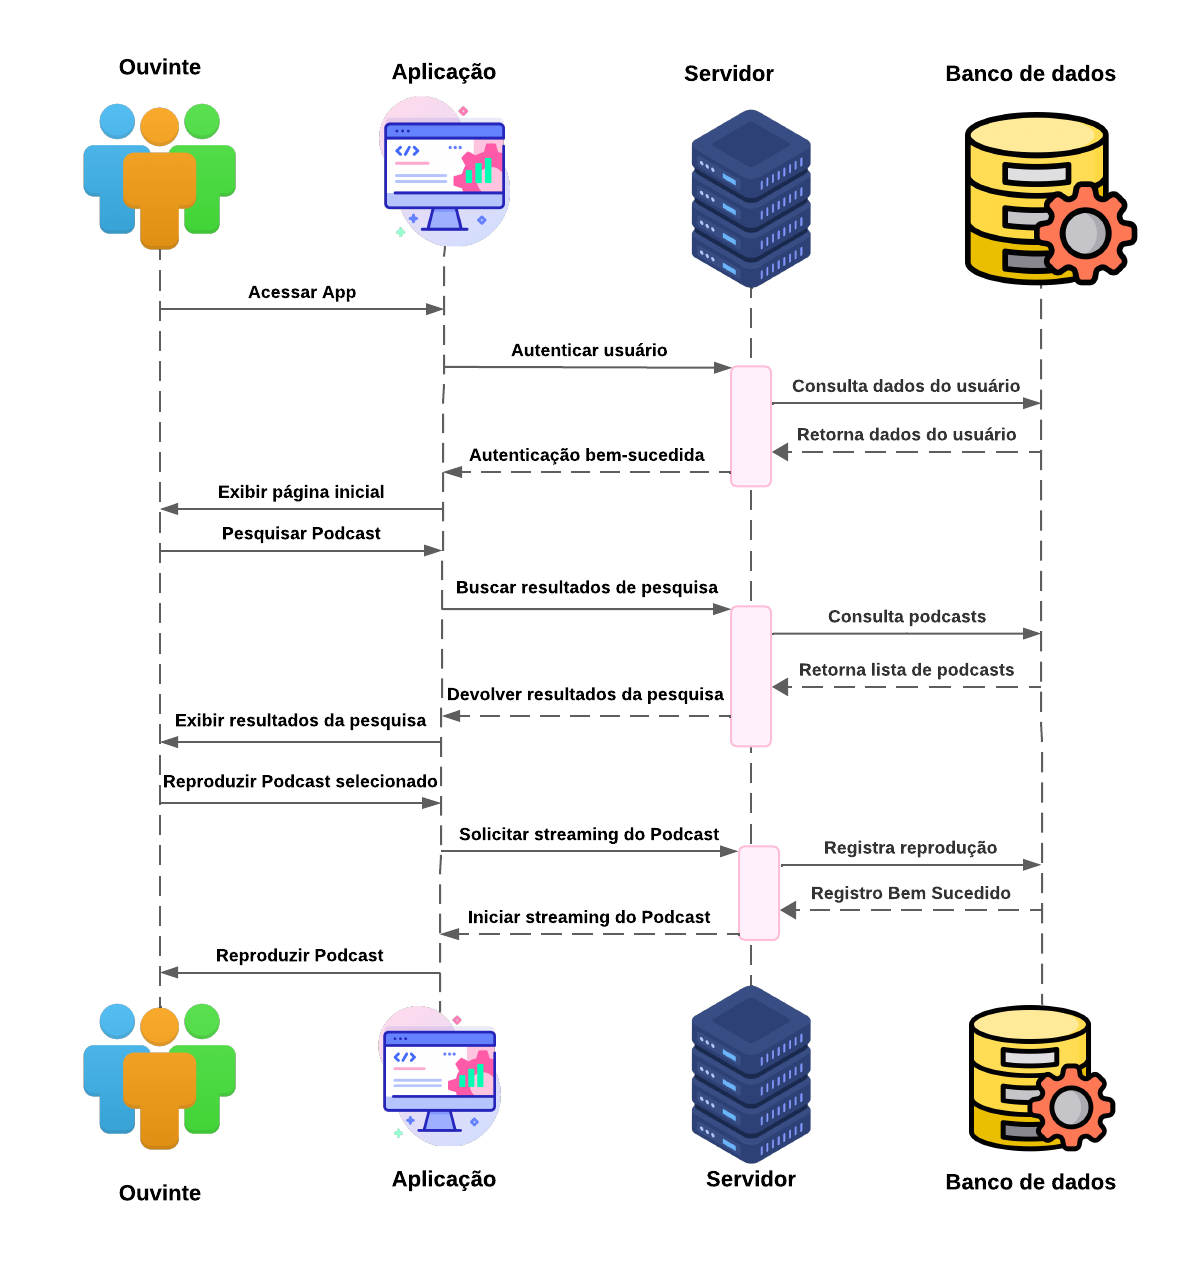 Ouvinte
Aplicação
Servidor
Banco de dados
Acessar App
Autenticar usuário
Consulta dados do usuário
Retorna dados do usuário
Autenticação bem-sucedida
Exibir página inicial
Pesquisar Podcast
Buscar resultados de pesquisa
Consulta podcasts
Retorna lista de podcasts
Devolver resultados da pesquisa
Exibir resultados da pesquisa
Reproduzir Podcast selecionado
Solicitar streaming do Podcast
Registra reprodução
Registro Bem Sucedido
Iniciar streaming do Podcast
Reproduzir Podcast
Ouvinte
Aplicação
Servidor
Banco de dados